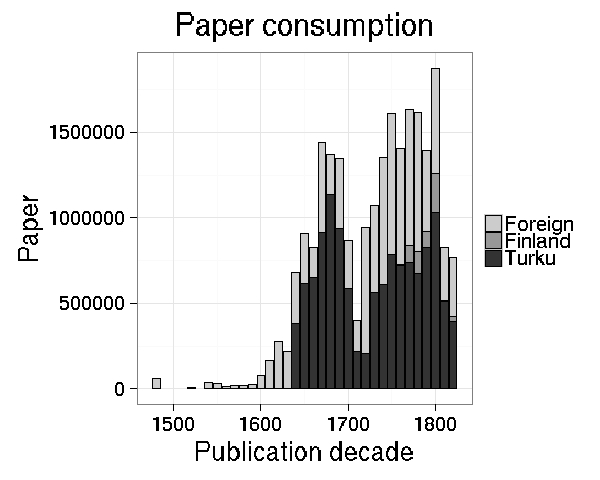 Paper consumption
Paper
1500000
1000000
500000
0
1500 1600 1700 1800
Publication decade
Foreign
Finland
Turku